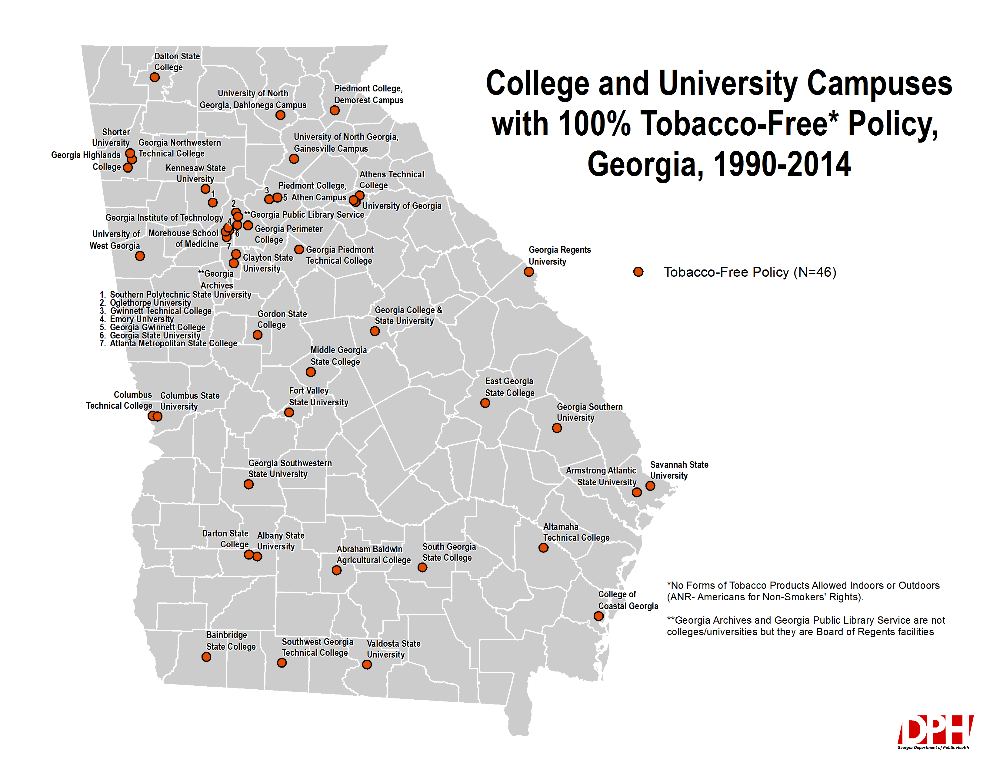 College and University Campuses
with 100% Tobacco-Free* Policy,
Georgia, 1990-2014
Dalton State
College
University of North
Georgia, Dahlonega Campus
Piedmont College,
Demorest Campus
Shorter
University
Georgia Northwestern
Technical College
Georgia Highlands
College
University of North Georgia,
Gainesville Campus
Kennesaw State
University
1
Athens Technical
College
3
Piedmont College,
5 Athen Campus
University of Georgia
2
**Georgia Public Library Service
Georgia Institute of Technology
4
Georgia Perimeter
College
University of
West Georgia
Morehouse School
of Medicine
6
7
Georgia Piedmont
Technical College
Clayton State
University
**Georgia
Archives
Georgia Regents
University
Tobacco-Free Policy (N=46)
1. Southern Polytechnic State University
2. Oglethorpe University
3. Gwinnett Technical College
4. Emory University
5. Georgia Gwinnett College
6. Georgia State University
7. Atlanta Metropolitan State College
Gordon State
College
Georgia College &
State University
Middle Georgia
State College
Columbus
Technical College
Columbus State
University
Fort Valley
State University
East Georgia
State College
Georgia Southern
University
Georgia Southwestern
State University
Armstrong Atlantic
State University
Savannah State
University
Darton State
College
Albany State
University
Abraham Baldwin
Agricultural College
South Georgia
State College
Altamaha
Technical College
College of
Coastal Georgia
*No Forms of Tobacco Products Allowed Indoors or Outdoors
(ANR- Americans for Non-Smokers' Rights).
**Georgia Archives and Georgia Public Library Service are not
colleges/universities but they are Board of Regents facilities
Bainbridge
State College
Southwest Georgia
Technical College
Valdosta State
University
DPH
Georgia Department of Public Health